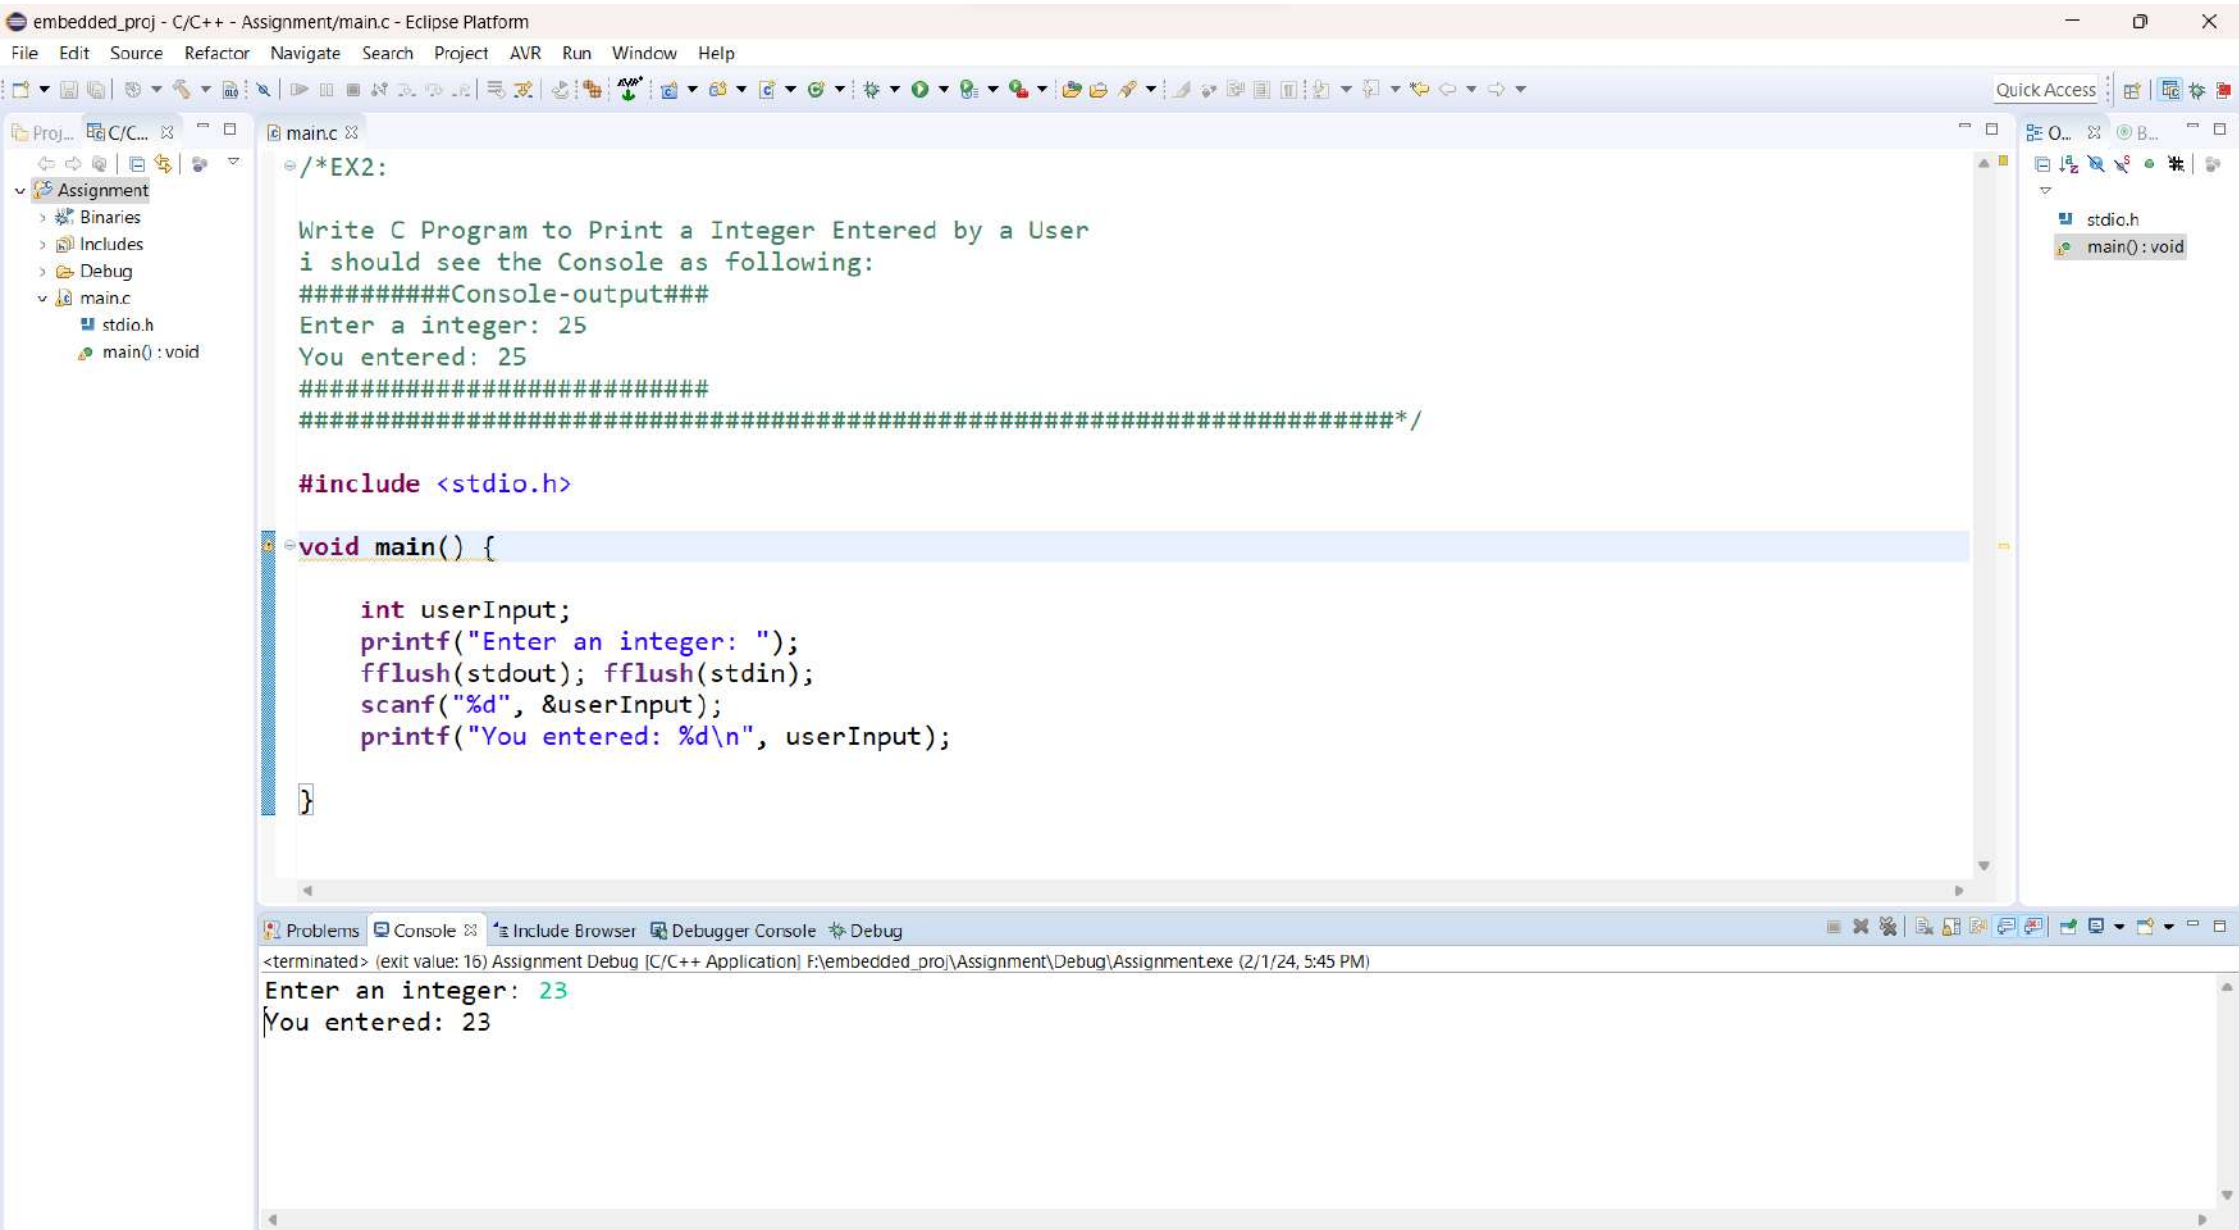 embedded_proj - C/C++ - Assignment/main.c - Eclipse Platform
File Edit Source Refactor Navigate Search Project AVR Run Window Help
Quick Access
Proj... C/C...
main.c
O... B...
Assignment
Binaries
Includes
Debug
main.c
stdio.h
main() : void
/*EX2:
Write C Program to Print a Integer Entered by a User
i should see the Console as following:
##########Console-output###
Enter a integer: 25
You entered: 25
###########################
########################################################################*/
#include <stdio.h>
void main() {
int userInput;
printf("Enter an integer: ");
fflush(stdout); fflush(stdin);
scanf("%d", &userInput);
printf("You entered: %d\n", userInput);
}
stdio.h
main() : void
Problems Console Include Browser Debugger Console Debug
<terminated> (exit value: 16) Assignment Debug [C/C++ Application] F:\embedded_proj\Assignment\Debug\Assignment.exe (2/1/24, 5:45 PM)
Enter an integer: 23
You entered: 23